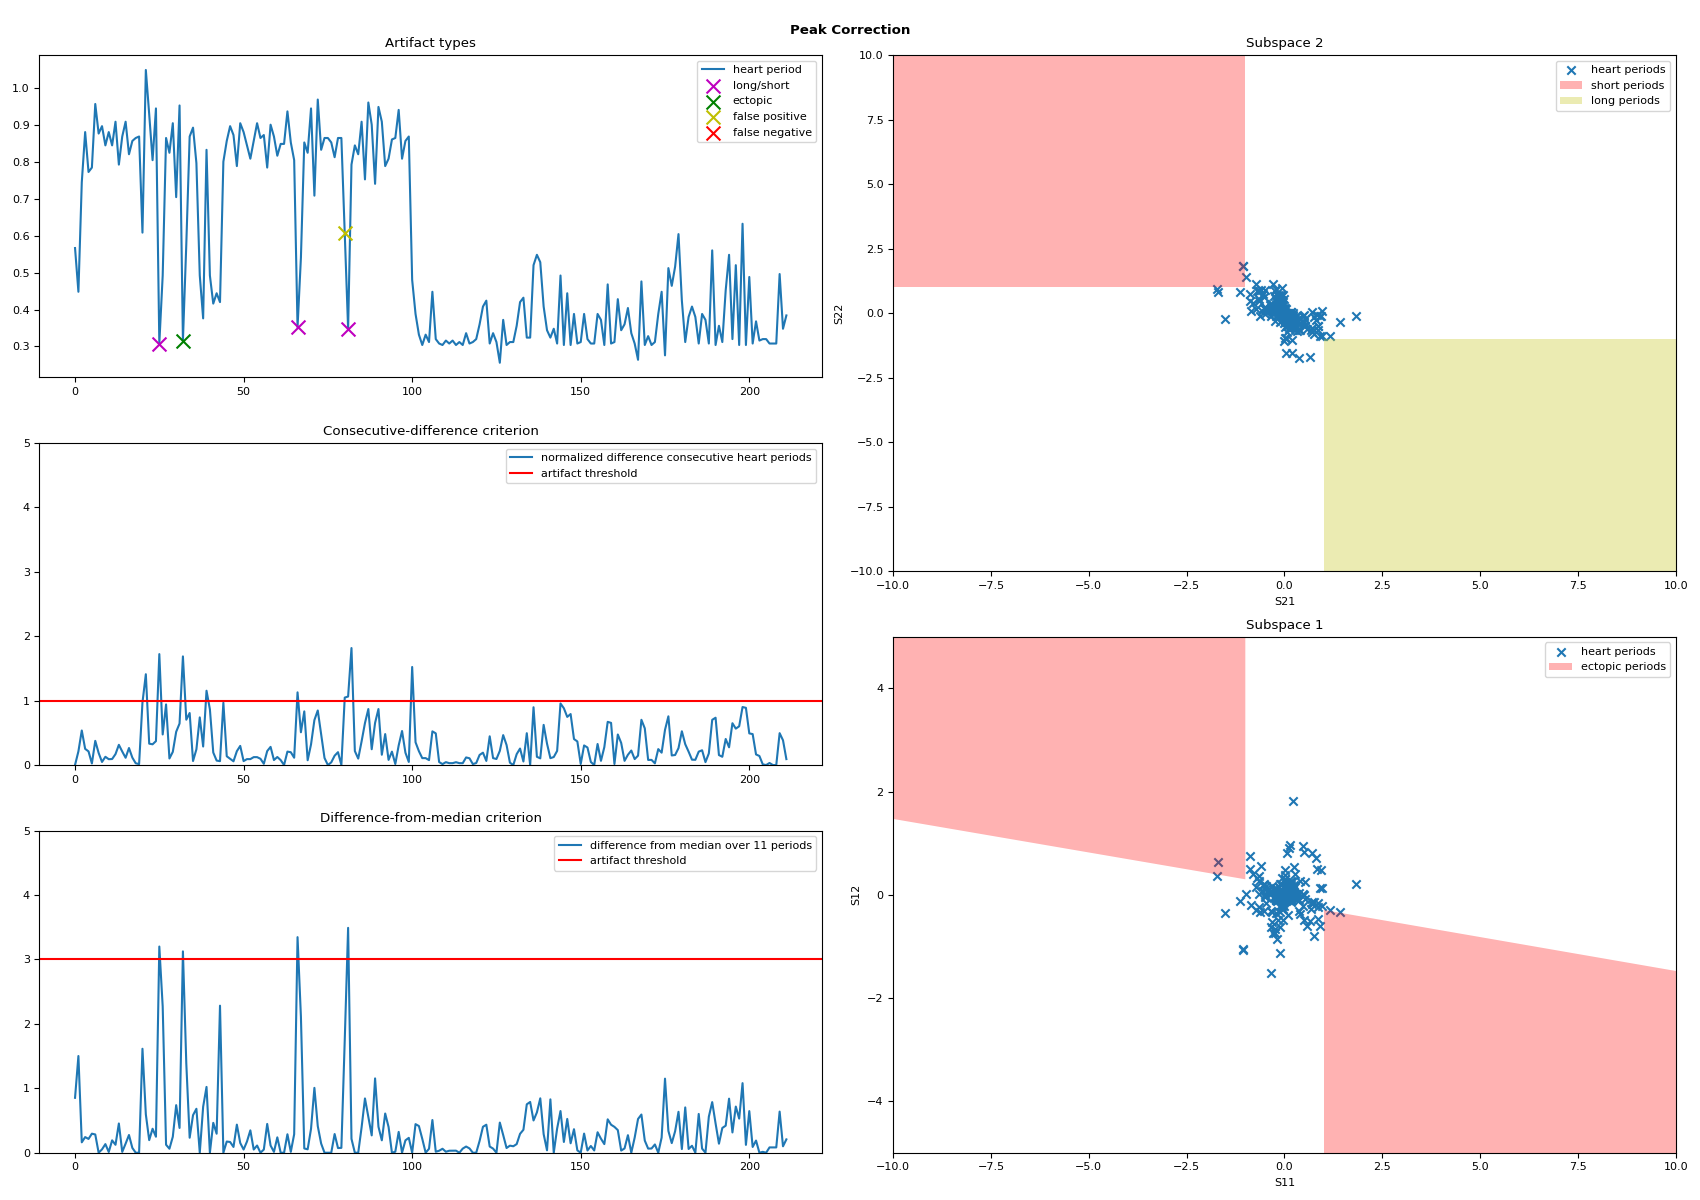 Peak Correction
Artifact types
heart period
long/short
ectopic
false positive
false negative
1.0
0.9
0.8
0.7
0.6
0.5
0.4
0.3
0 50 100 150 200
Consecutive-difference criterion
normalized difference consecutive heart periods
artifact threshold
5
4
3
2
1
0
0 50 100 150 200
Difference-from-median criterion
difference from median over 11 periods
artifact threshold
5
4
3
2
1
0
0 50 100 150 200
Subspace 2
heart periods
short periods
long periods
10.0
7.5
5.0
2.5
0.0
−2.5
−5.0
−7.5
−10.0
S22
−10.0 −7.5 −5.0 −2.5 0.0 2.5 5.0 7.5 10.0
S21
Subspace 1
heart periods
ectopic periods
4
2
0
−2
−4
S12
−10.0 −7.5 −5.0 −2.5 0.0 2.5 5.0 7.5 10.0
S11